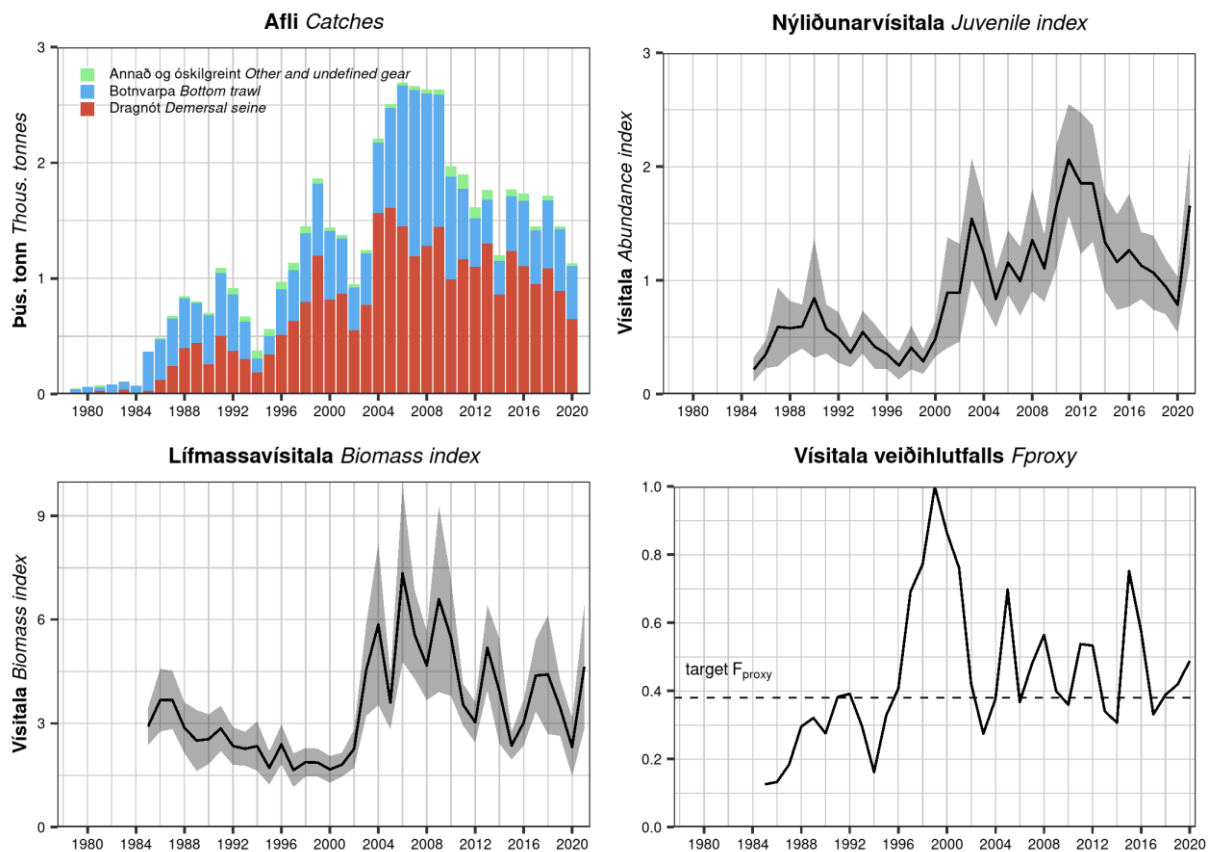 Afli Catches
Þús. tonn Thous. tonnes
3
2
1
0
Annað og óskilgreint Other and undefined gear
Botnvarpa Bottom trawl
Dragnót Demersal seine
1980 1984 1988 1992 1996 2000 2004 2008 2012 2016 2020
Nýliðunarvísitala Juvenile index
Vísitala Abundance index
3
2
1
0
1980 1984 1988 1992 1996 2000 2004 2008 2012 2016 2020
Lífmassavísitala Biomass index
Vísitala Biomass index
9
6
3
0
1980 1984 1988 1992 1996 2000 2004 2008 2012 2016 2020
Vísitala veiðihlutfalls Fproxy
1.0
0.8
0.6
0.4
0.2
0.0
target Fproxy
1980 1984 1988 1992 1996 2000 2004 2008 2012 2016 2020